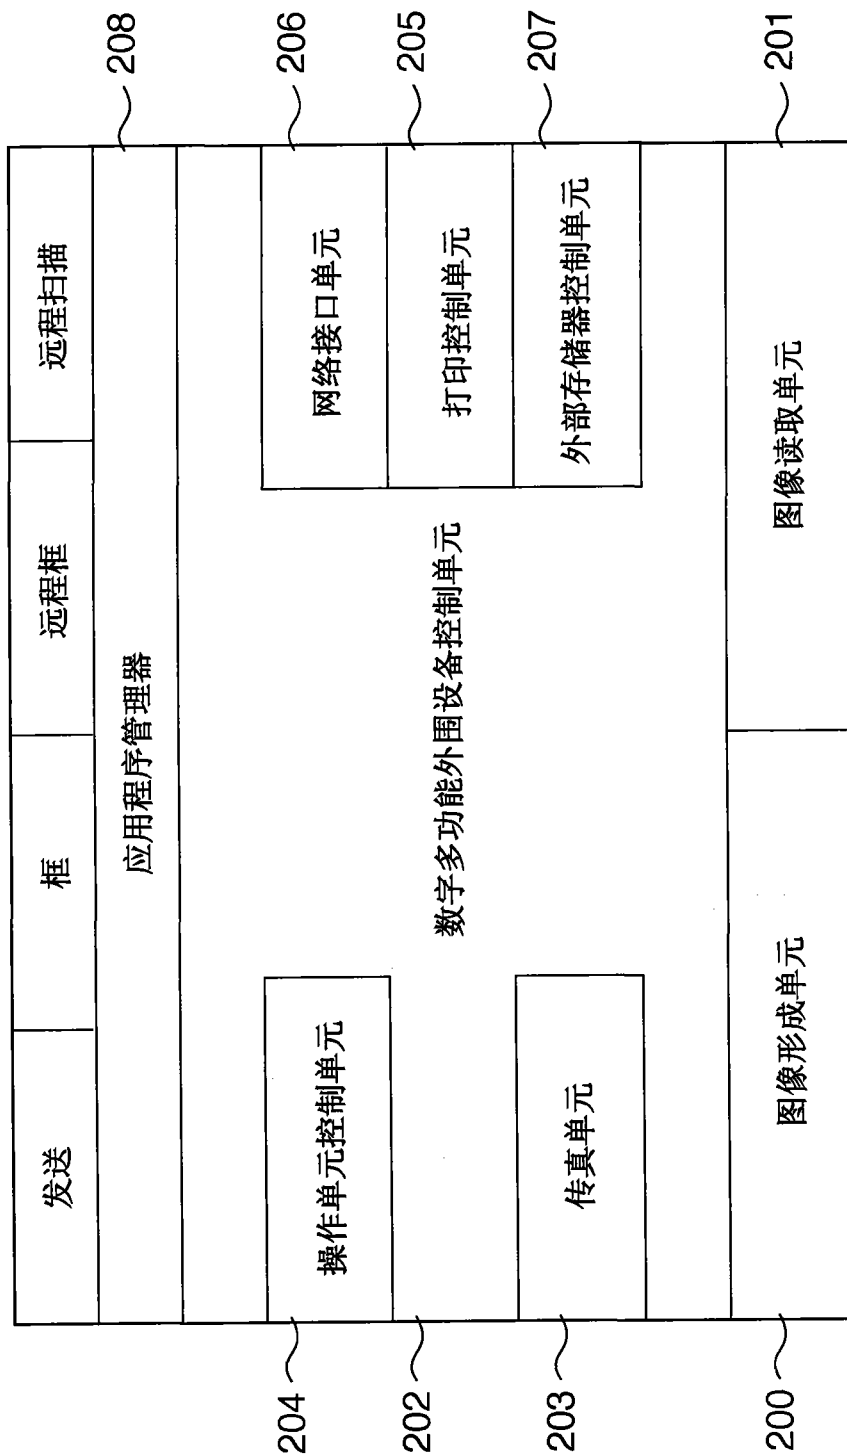 发送
框
远程框
远程扫描
应用程序管理器
208
204
操作单元控制单元
网络接口单元
206
202
数字多功能外围设备控制单元
打印控制单元
205
203
传真单元
外部存储器控制单元
207
200
图像形成单元
图像读取单元
201